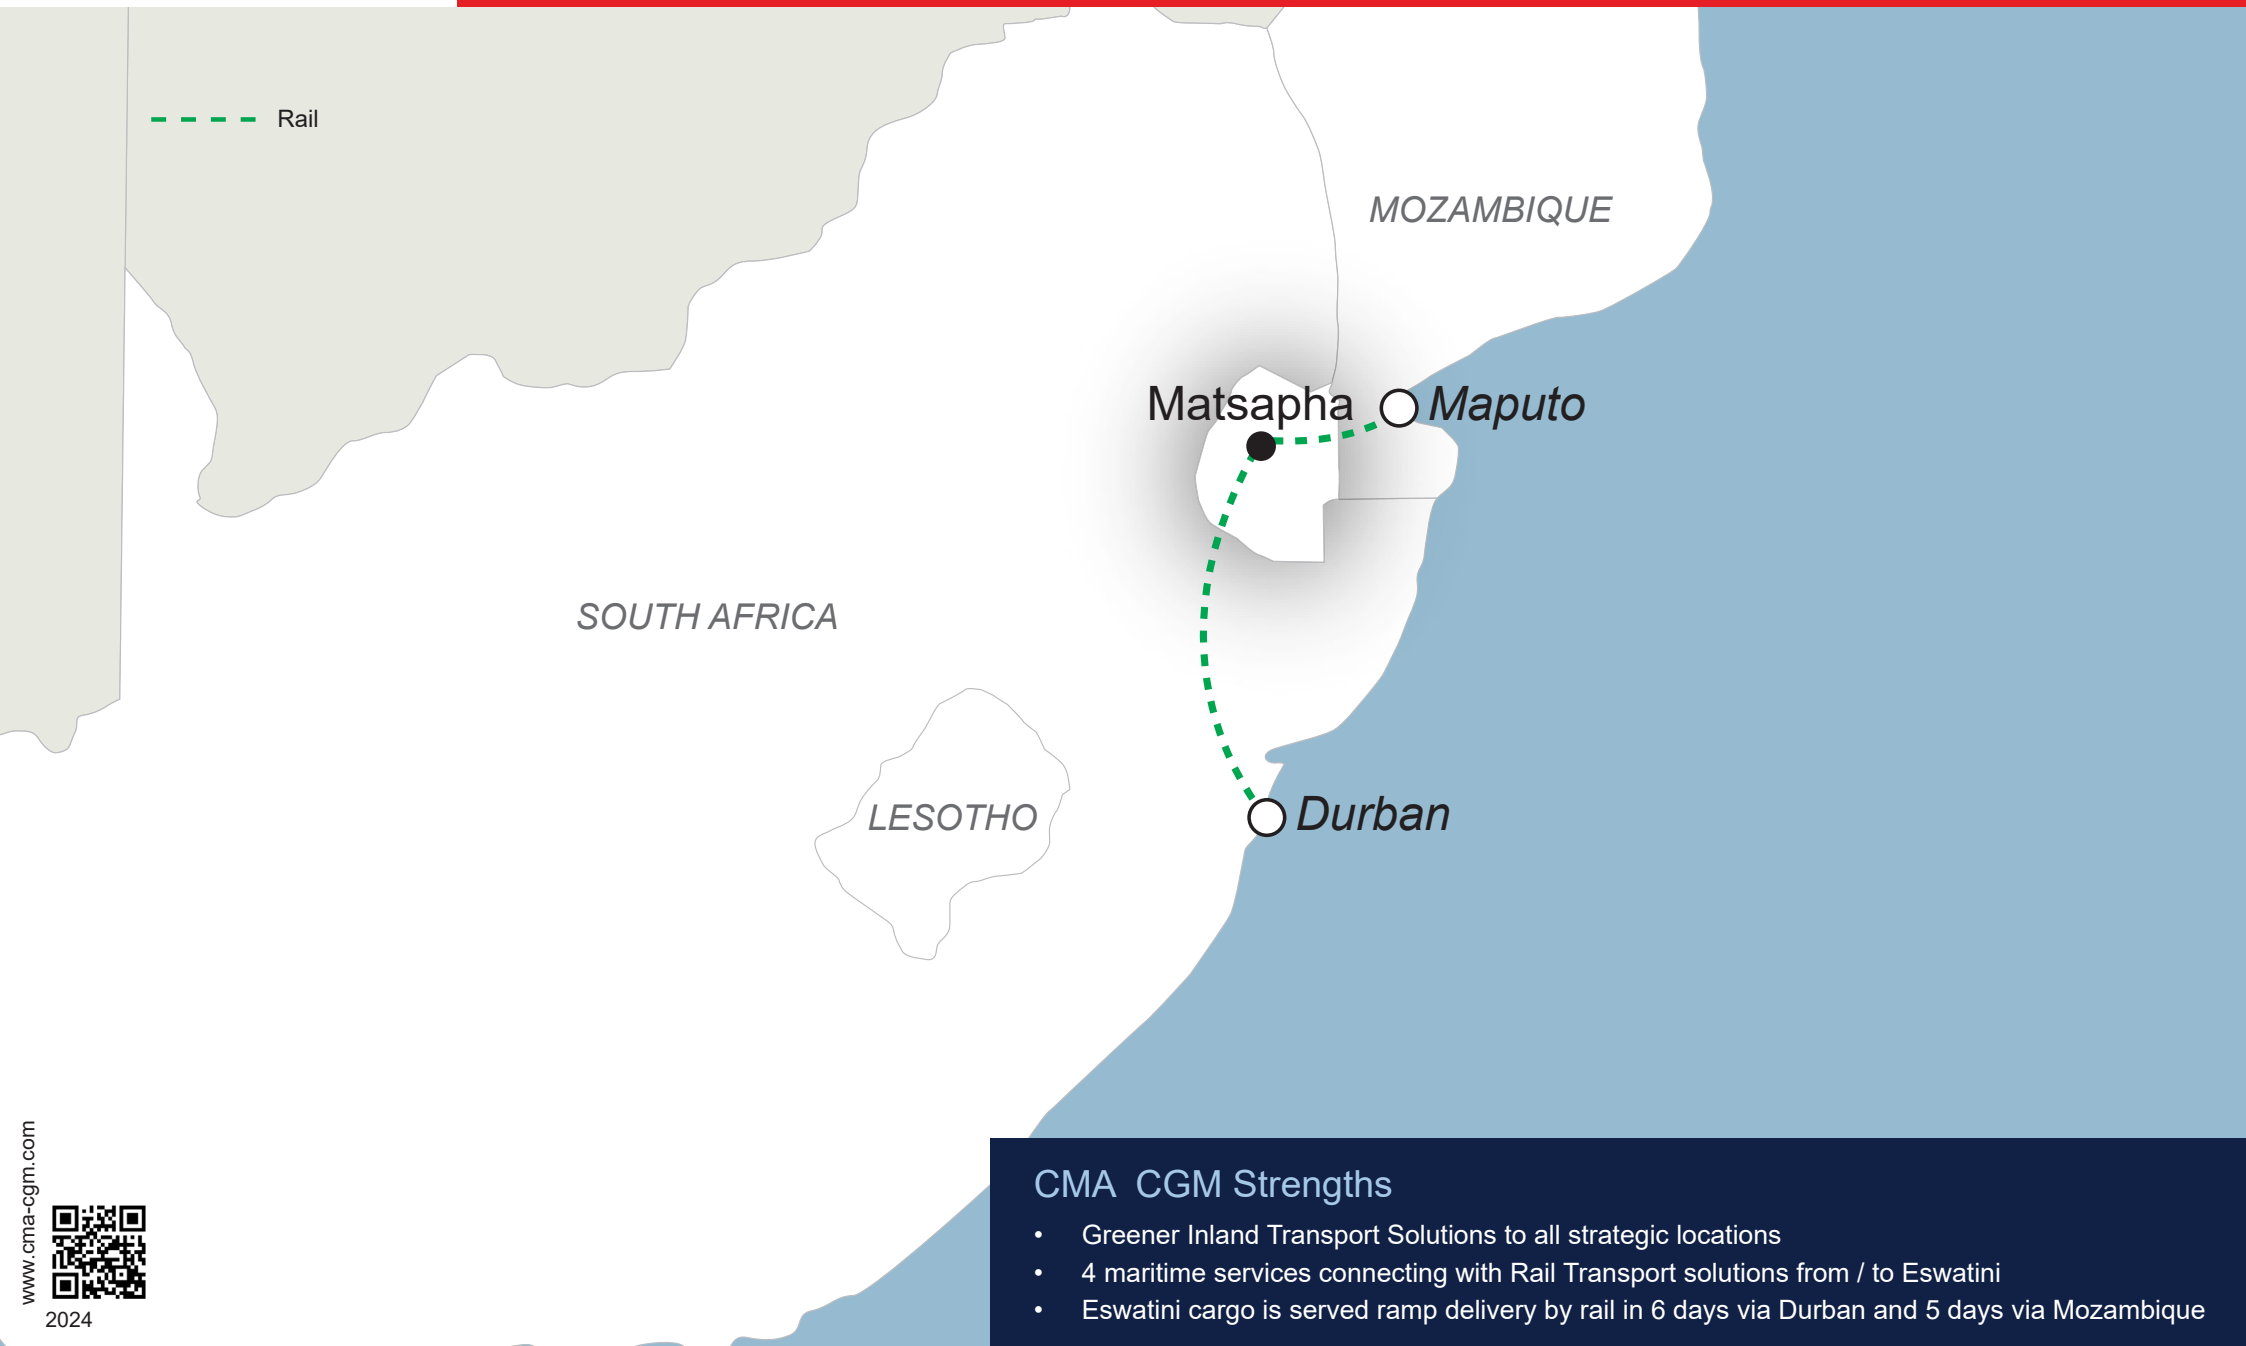 Rail
MOZAMBIQUE
Matsapha
Maputo
SOUTH AFRICA
LESOTHO
Durban
www.cma-cgm.com
2024
CMA CGM Strengths
• Greener Inland Transport Solutions to all strategic locations
• 4 maritime services connecting with Rail Transport solutions from / to Eswatini
• Eswatini cargo is served ramp delivery by rail in 6 days via Durban and 5 days via Mozambique